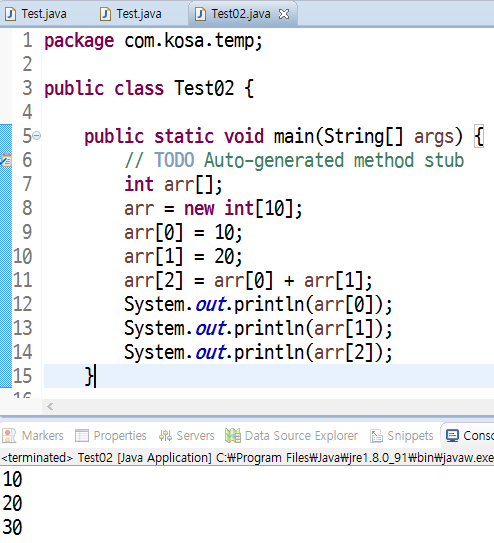 Test.java Test.java Test02.java
1 package com.kosa.temp;
2
3 public class Test02 {
4
5 public static void main(String[] args) {
6 // TODO Auto-generated method stub
7 int arr[];
8 arr = new int[10];
9 arr[0] = 10;
10 arr[1] = 20;
11 arr[2] = arr[0] + arr[1];
12 System.out.println(arr[0]);
13 System.out.println(arr[1]);
14 System.out.println(arr[2]);
15 }
16
Markers Properties Servers Data Source Explorer Snippets Conso
<terminated> Test02 [Java Application] C:₩Program Files₩Java₩jre1.8.0_91₩bin₩javaw.exe
10
20
30